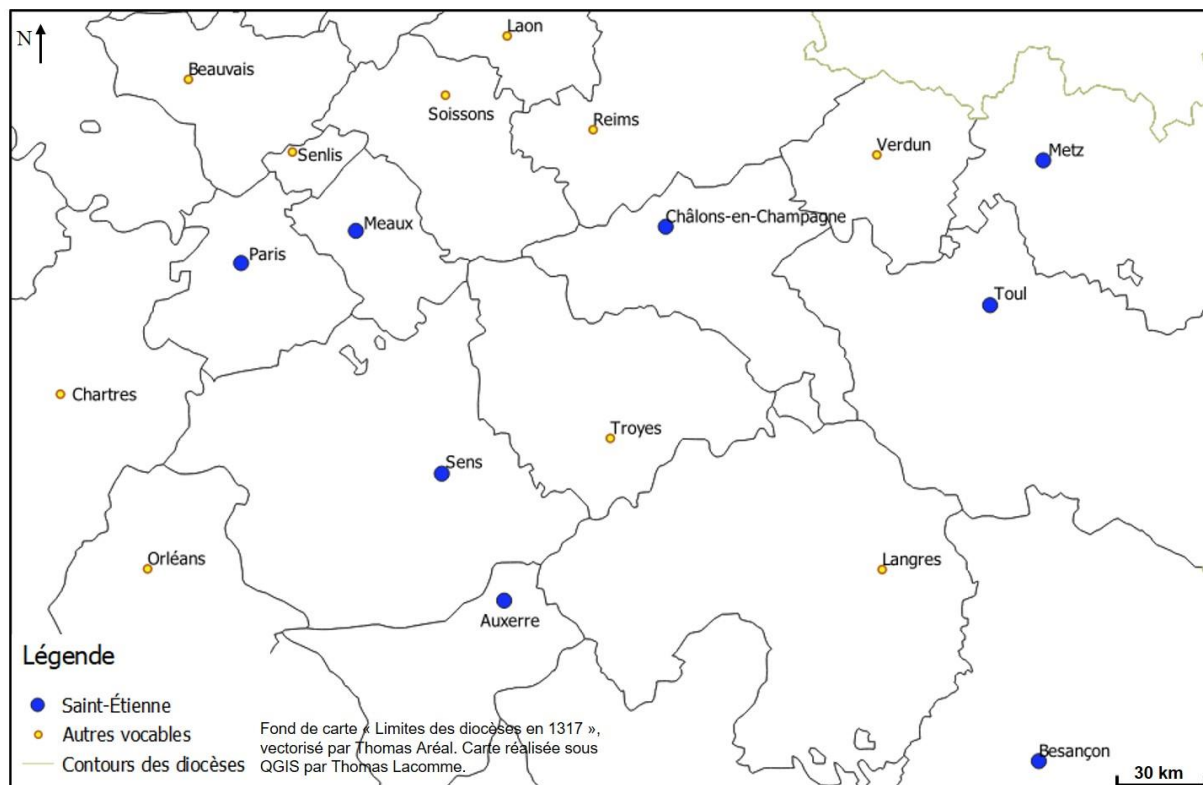 N
Laon
Beauvais
Soissons
Reims
Senlis
Verdun
Metz
Meaux
Châlons-en-Champagne
Paris
Toul
Chartres
Troyes
Sens
Orléans
Langres
Auxerre
Besançon
Légende
Saint-Étienne
Autres vocables
Contours des diocèses
Fond de carte « Limites des diocèses en 1317 »,
vectorisé par Thomas Aréal. Carte réalisée sous
QGIS par Thomas Lacomme.
30 km